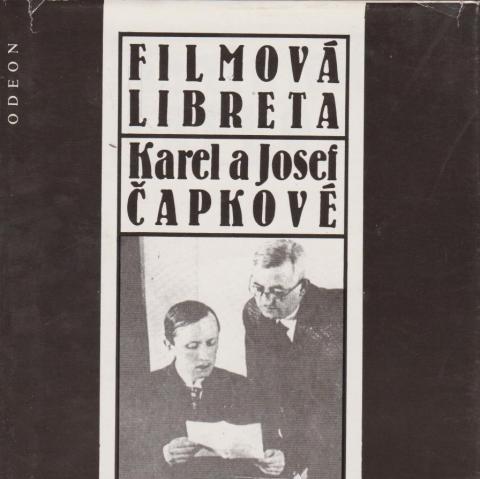 ODEON
FILMOVÁ
LIBRETA
Karel a Josef
ČAPKOVÉ